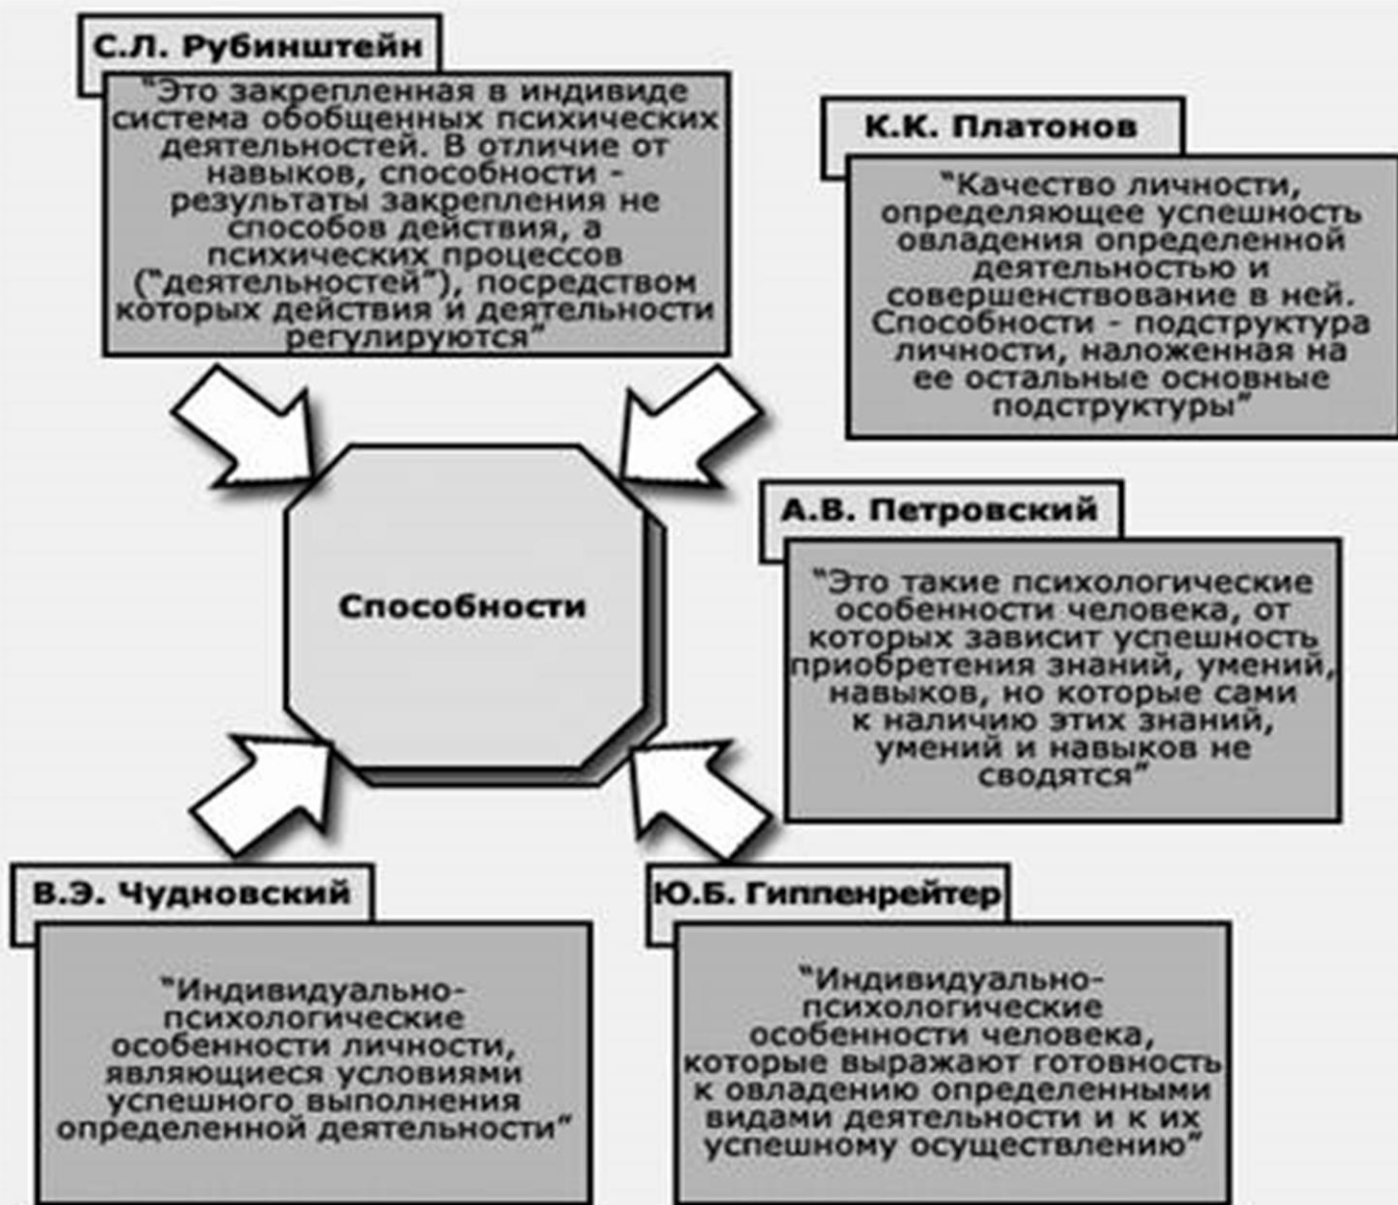 С.Л. Рубинштейн
“Это закрепленная в индивиде
система обобщенных психических
деятельностей. В отличие от
навыков, способности -
результаты закрепления не
способов действия, а
психических процессов
(“деятельностей”), посредством
которых действия и деятельности
регулируются”
К.К. Платонов
“Качество личности,
определяющее успешность
овладения определенной
деятельностью и
совершенствование в ней.
Способности - подструктура
личности, наложенная на
ее остальные основные
подструктуры”
А.В. Петровский
“Это такие психологические
особенности человека, от
которых зависит успешность
приобретения знаний, умений,
навыков, но которые сами
к наличию этих знаний,
умений и навыков не
сводятся”
Способности
В.Э. Чудновский
“Индивидуально-
психологические
особенности личности,
являющиеся условиями
успешного выполнения
определенной деятельности”
Ю.Б. Гиппенрейтер
“Индивидуально-
психологические
особенности человека,
которые выражают готовность
к овладению определенными
видами деятельности и к их
успешному осуществлению”